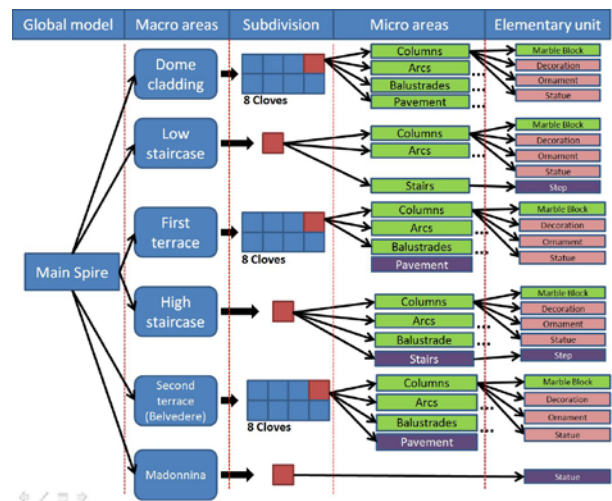 Global model
Macro areas
Subdivision
Micro areas
Elementary unit
Main Spire
Dome
cladding
8 Cloves
Columns
Arcs
...
Balustrades
Pavement
...
Marble Block
Decoration
Ornament
Statue
Low
staircase
Columns
Arcs
...
Stairs
Marble Block
Decoration
Ornament
Statue
Step
First
terrace
8 Cloves
Columns
Arcs
...
Balustrades
...
Pavement
Marble Block
Decoration
Ornament
Statue
High
staircase
Columns
Arcs
...
Balustrade
...
Stairs
Marble Block
Decoration
Ornament
Statue
Step
Second
terrace
(Belvedere)
8 Cloves
Columns
Arcs
...
Balustrades
...
Pavement
Marble Block
Decoration
Ornament
Statue
Madonnina
Statue